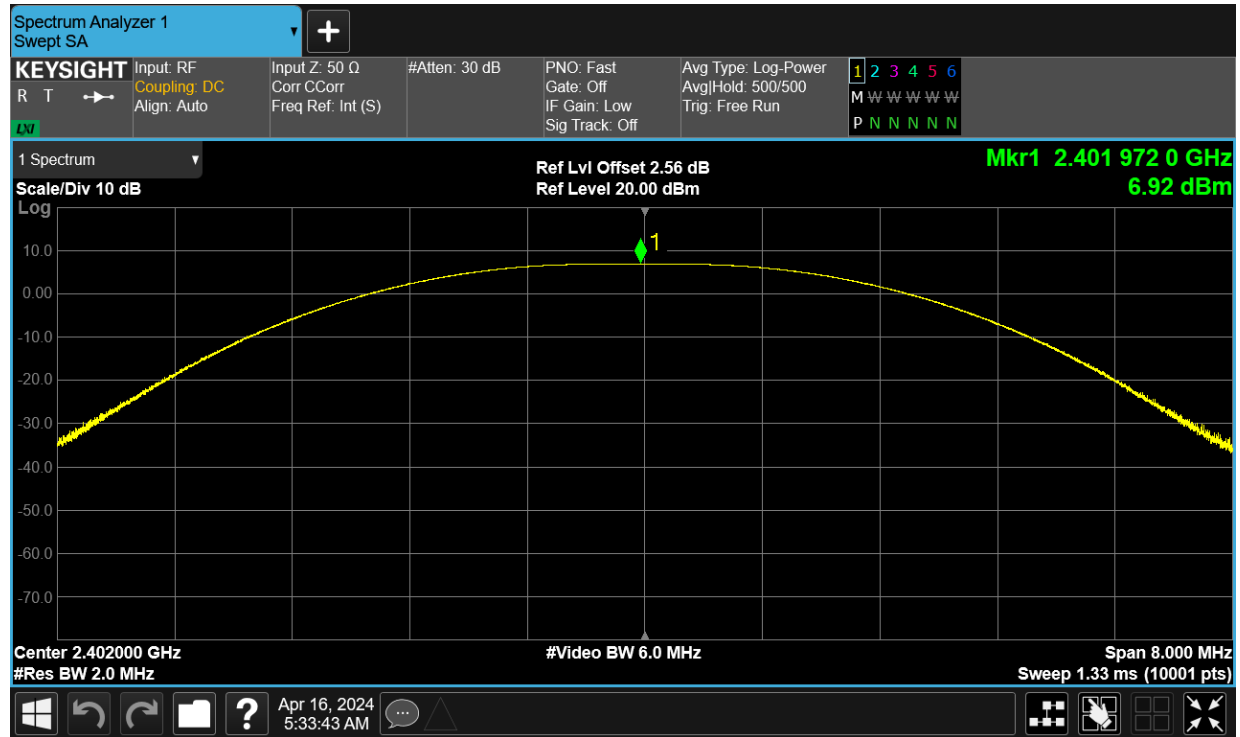 Spectrum Analyzer 1
Swept SA
KEYSIGHT
R T
LXI
Input: RF
Coupling: DC
Align: Auto
Input Z: 50 Ω
Corr CCorr
Freq Ref: Int (S)
#Atten: 30 dB
PNO: Fast
Gate: Off
IF Gain: Low
Sig Track: Off
Avg Type: Log-Power
Avg|Hold: 500/500
Trig: Free Run
1 2 3 4 5 6
M W W W W W
P N N N N N
1 Spectrum
Scale/Div 10 dB
Log
Ref Lvl Offset 2.56 dB
Ref Level 20.00 dBm
Mkr1 2.401 972 0 GHz
6.92 dBm
1
10.0
0.00
-10.0
-20.0
-30.0
-40.0
-50.0
-60.0
-70.0
Center 2.402000 GHz
#Res BW 2.0 MHz
#Video BW 6.0 MHz
Span 8.000 MHz
Sweep 1.33 ms (10001 pts)
?
Apr 16, 2024
5:33:43 AM